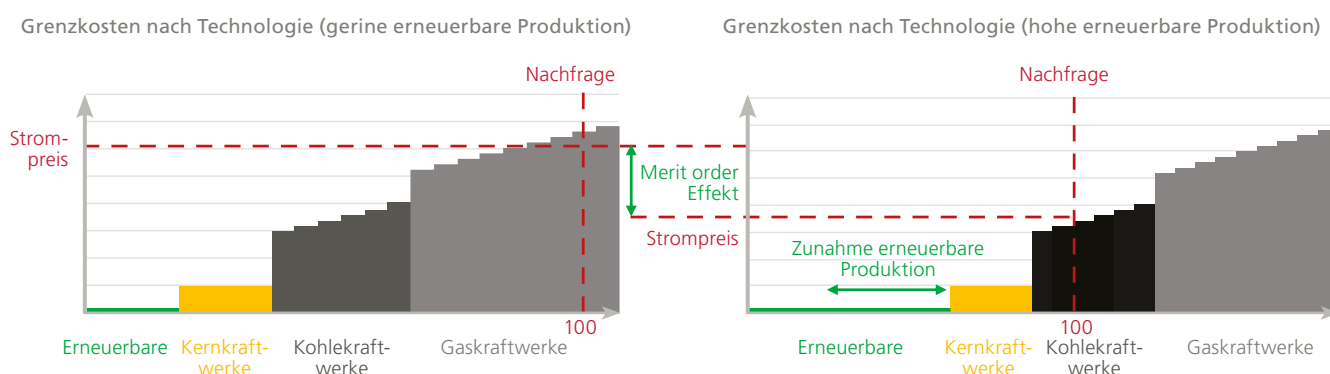 Grenzkosten nach Technologie (gerine erneuerbare Produktion)
Nachfrage
Strom-
preis
100
Erneuerbare
Kernkraft-
werke
Kohlekraft-
werke
Gaskraftwerke
Merit order
Effekt
Strompreis
Grenzkosten nach Technologie (hohe erneuerbare Produktion)
Nachfrage
Zunahme erneuerbare
Produktion
100
Erneuerbare
Kernkraft-
werke
Kohlekraft-
werke
Gaskraftwerke